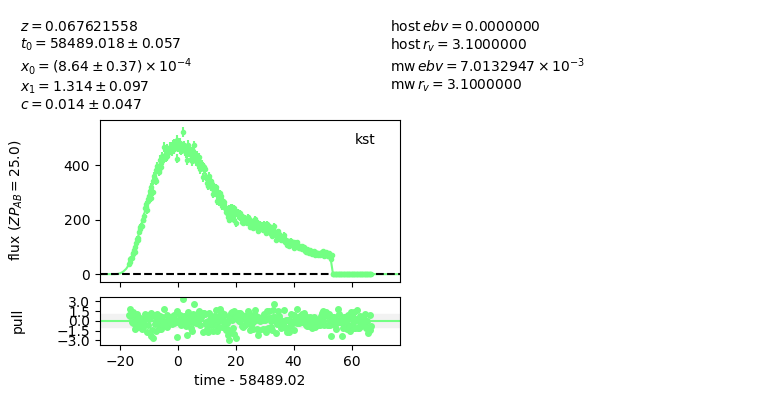 z = 0.067621558
t₀ = 58489.018 ± 0.057
x₀ = (8.64 ± 0.37) × 10⁻⁴
x₁ = 1.314 ± 0.097
c = 0.014 ± 0.047
host ebv = 0.0000000
host r_v = 3.1000000
mw ebv = 7.0132947 × 10⁻³
mw r_v = 3.1000000
kst
flux (ZP_AB = 25.0)
400
200
0
pull
3.0
1.5
0.0
−1.5
−3.0
−20 0 20 40 60
time - 58489.02